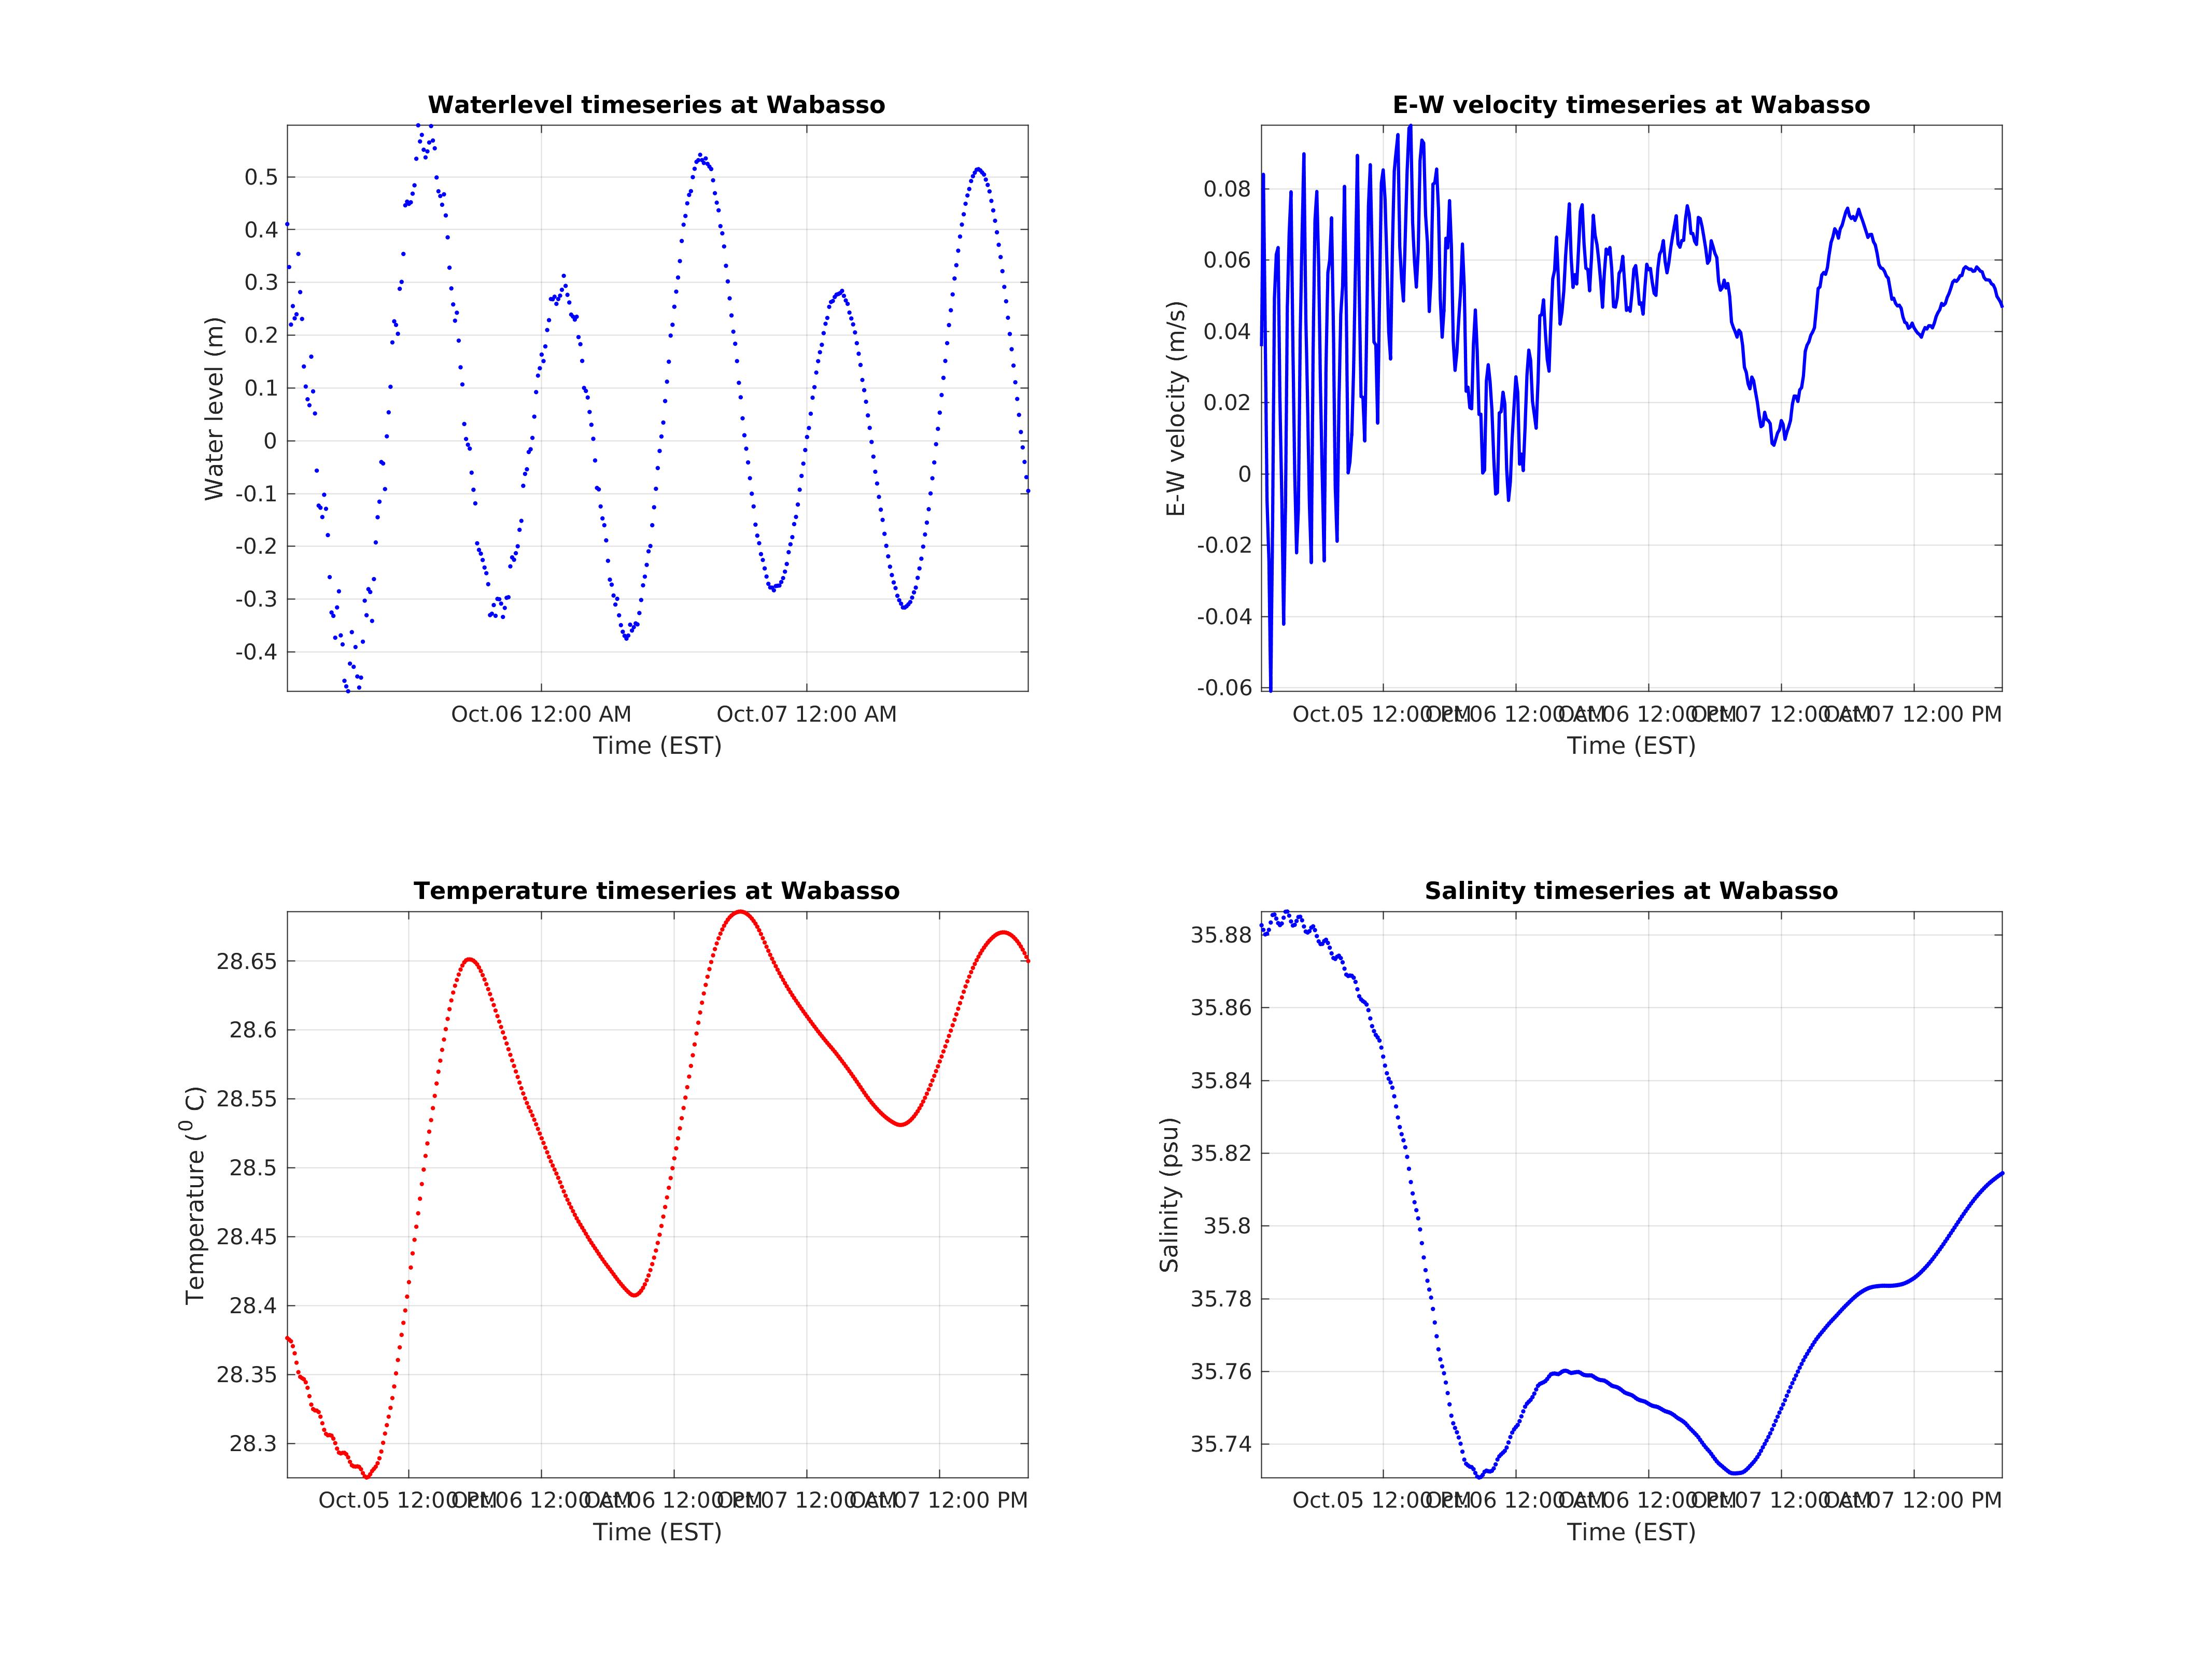 Waterlevel timeseries at Wabasso
0.5
0.4
0.3
0.2
0.1
0
-0.1
-0.2
-0.3
-0.4
Water level (m)
Oct.06 12:00 AM
Oct.07 12:00 AM
Time (EST)
E-W velocity timeseries at Wabasso
0.08
0.06
0.04
0.02
0
-0.02
-0.04
-0.06
E-W velocity (m/s)
Oct.05 12:00 PM
Oct.06 12:00 AM
Oct.06 12:00 PM
Oct.07 12:00 AM
Oct.07 12:00 PM
Time (EST)
Temperature timeseries at Wabasso
28.65
28.6
28.55
28.5
28.45
28.4
28.35
28.3
Temperature (⁰ C)
Oct.05 12:00 PM
Oct.06 12:00 AM
Oct.06 12:00 PM
Oct.07 12:00 AM
Oct.07 12:00 PM
Time (EST)
Salinity timeseries at Wabasso
35.88
35.86
35.84
35.82
35.8
35.78
35.76
35.74
Salinity (psu)
Oct.05 12:00 PM
Oct.06 12:00 AM
Oct.06 12:00 PM
Oct.07 12:00 AM
Oct.07 12:00 PM
Time (EST)